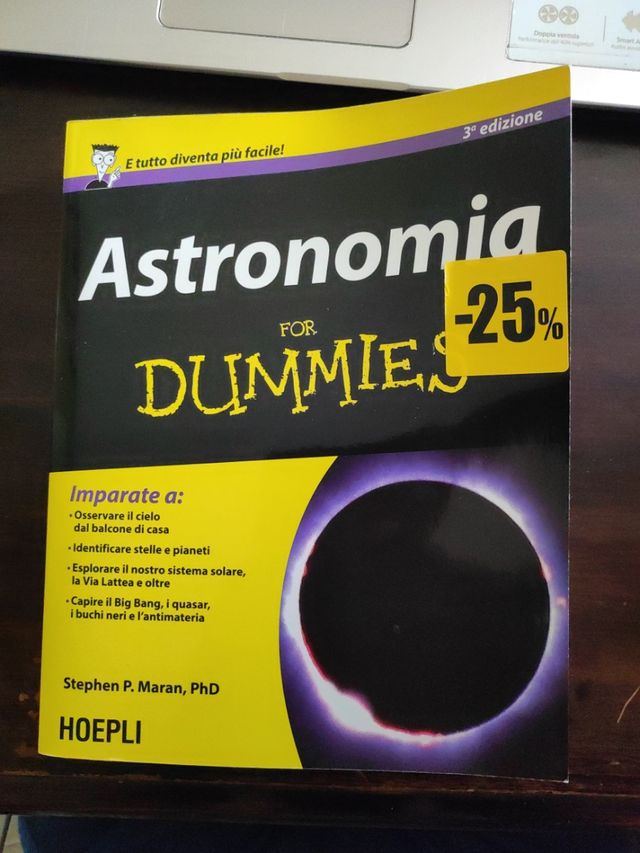 Doppia ventola
3ª edizione
E tutto diventa più facile!
Astronomia
-25%
FOR
DUMMIES
Imparate a:
• Osservare il cielo
dal balcone di casa
• Identificare stelle e pianeti
• Esplorare il nostro sistema solare,
la Via Lattea e oltre
• Capire il Big Bang, i quasar,
i buchi neri e l'antimateria
Stephen P. Maran, PhD
HOEPLI